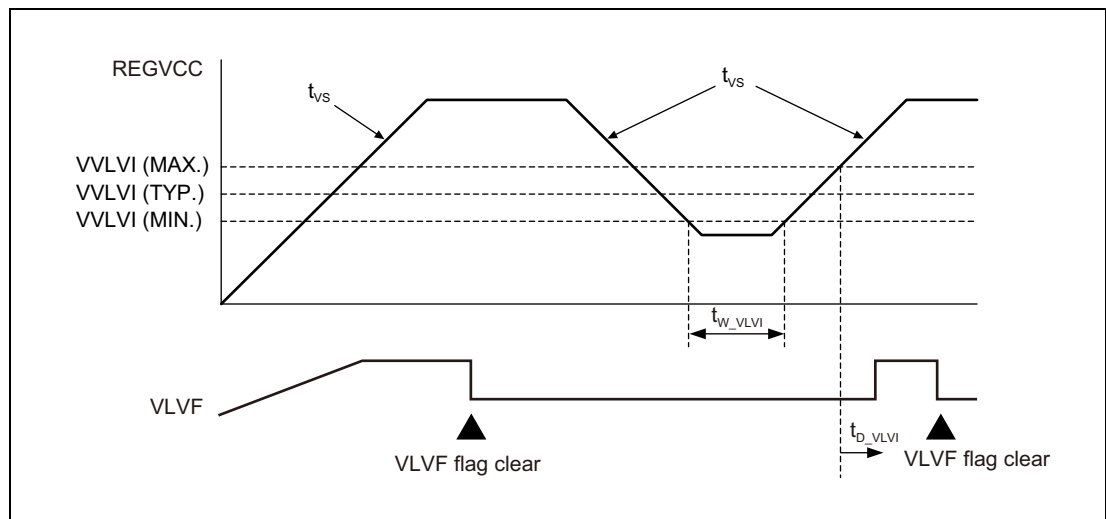 REGVCC
tVS
tVS
VVLVI (MAX.)
VVLVI (TYP.)
VVLVI (MIN.)
tW_VLVI
VLVF
tD_VLVI
VLVF flag clear
VLVF flag clear